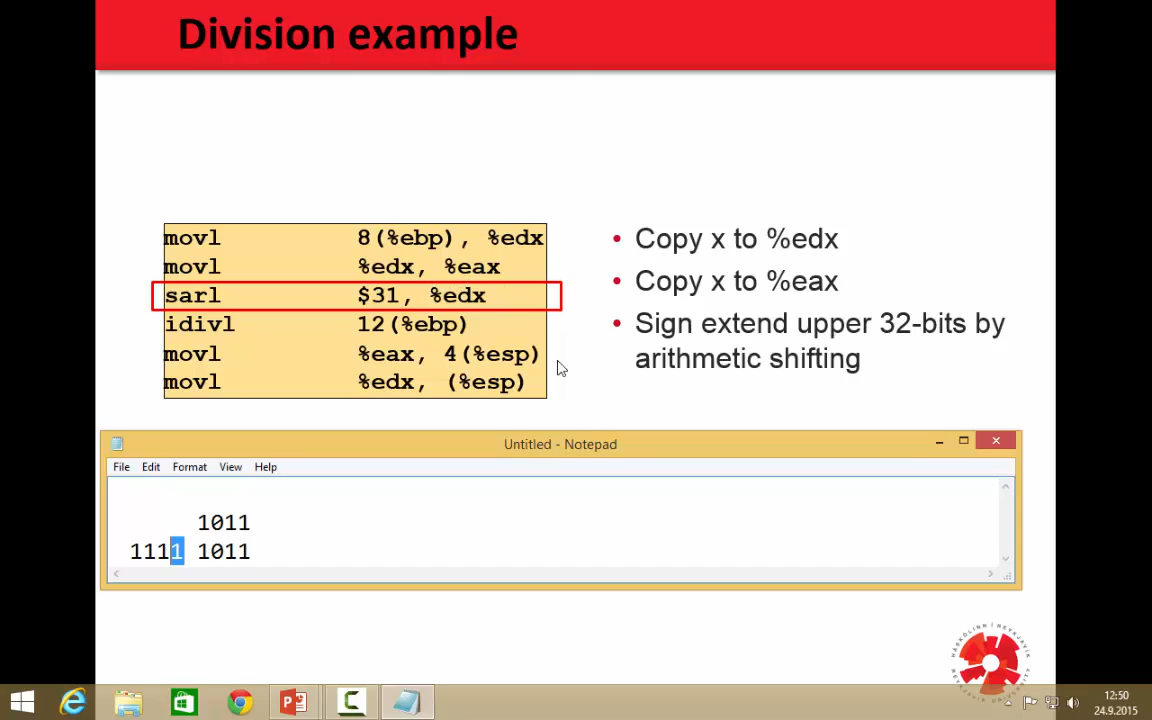 Division example
movl 8(%ebp), %edx
movl %edx, %eax
sarl $31, %edx
idivl 12(%ebp)
movl %eax, 4(%esp)
movl %edx, (%esp)
• Copy x to %edx
• Copy x to %eax
• Sign extend upper 32-bits by
arithmetic shifting
Untitled - Notepad
File Edit Format View Help
1011
1111 1011
12:50
24.9.2015